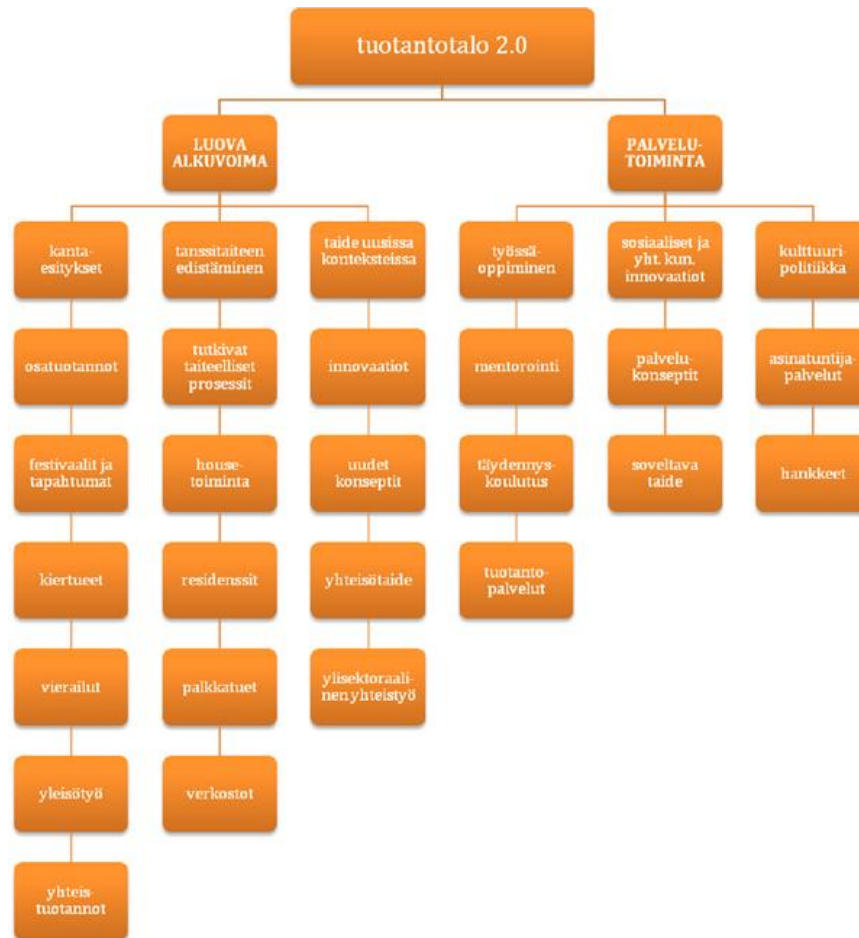 tuotantotalo 2.0
LUOVA
ALKUVOIMA
PALVELU-
TOIMINTA
kanta-
esitykset
tanssitaiteen
edistäminen
taide uusissa
konteksteissa
työssä-
oppiminen
sosiaaliset ja
yht. kun.
innovaatiot
kulttuuri-
politiikka
osatuotannot
tutkivat
taiteelliset
prosessit
innovaatiot
mentorointi
palvelu-
konseptit
asinatuntija-
palvelut
festivaalit ja
tapahtumat
house-
toiminta
uudet
konseptit
täydennys-
koulutus
soveltava
taide
hankkeet
kiertueet
residenssit
yhteisötaide
tuotanto-
palvelut
vierailut
palkkatuet
ylisektoraali-
nen yhteistyö
yleisötyö
verkostot
yhteis-
tuotannot